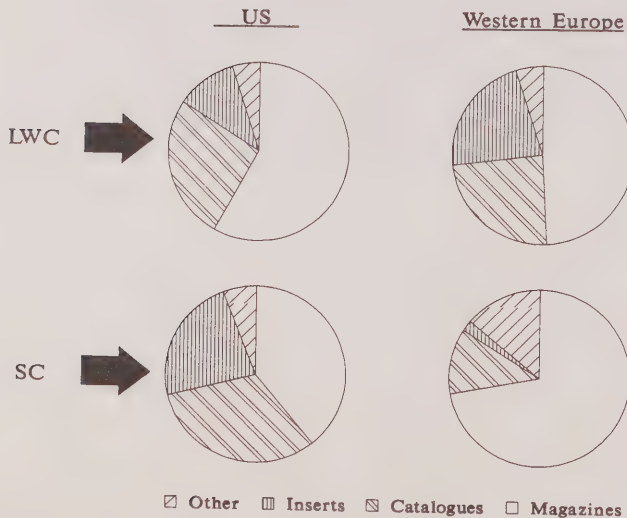 US
Western Europe
LWC
SC
Other Inserts Catalogues Magazines